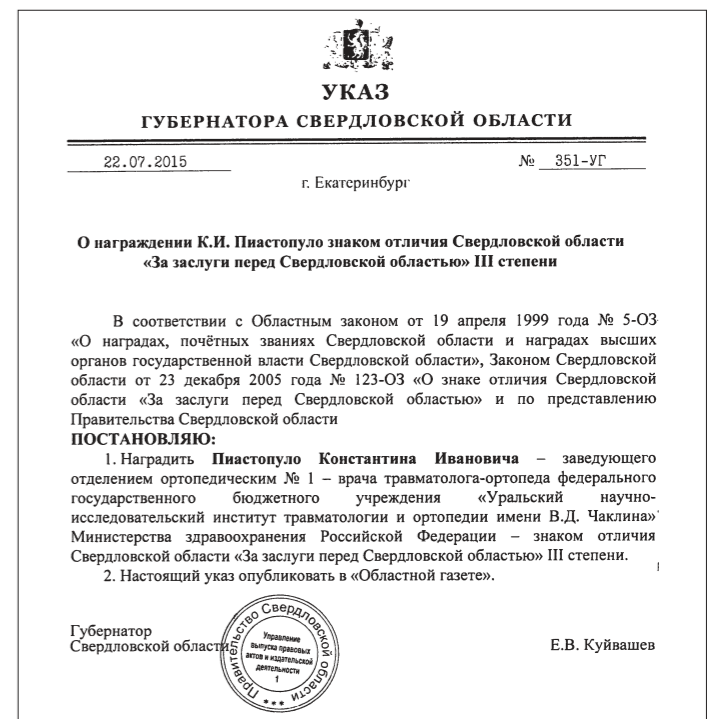 УКАЗ
ГУБЕРНАТОРА СВЕРДЛОВСКОЙ ОБЛАСТИ
22.07.2015 № 351-УГ
г. Екатеринбург
О награждении К.И. Пиастопуло знаком отличия Свердловской области
«За заслуги перед Свердловской областью» III степени
В соответствии с Областным законом от 19 апреля 1999 года № 5-ОЗ
«О наградах, почётных званиях Свердловской области и наградах высших
органов государственной власти Свердловской области», Законом Свердловской
области от 23 декабря 2005 года № 123-ОЗ «О знаке отличия Свердловской
области «За заслуги перед Свердловской областью» и по представлению
Правительства Свердловской области
ПОСТАНОВЛЯЮ:
1. Наградить Пиастопуло Константина Ивановича – заведующего
отделением ортопедическим № 1 – врача травматолога-ортопеда федерального
государственного бюджетного учреждения «Уральский научно-
исследовательский институт травматологии и ортопедии имени В.Д. Чаклина»
Министерства здравоохранения Российской Федерации – знаком отличия
Свердловской области «За заслуги перед Свердловской областью» III степени.
2. Настоящий указ опубликовать в «Областной газете».
Губернатор
Свердловской области
Е.В. Куйвашев
Правительство Свердловской области
Управление
выпуска правовых
актов и издательской
деятельности
1